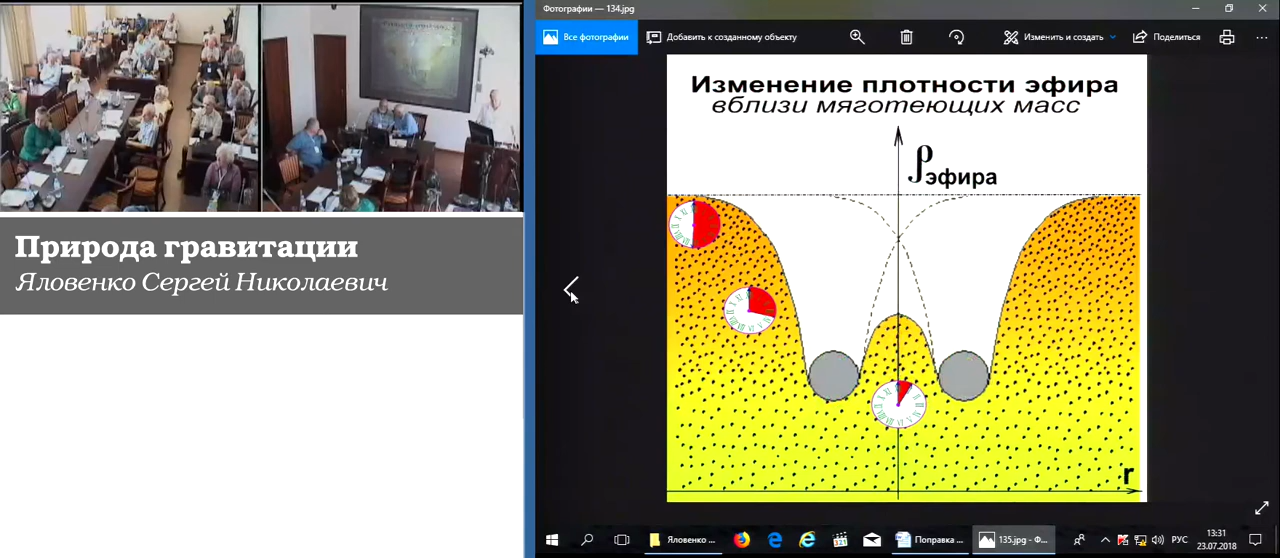 Природа гравитации
Яловенко Сергей Николаевич
Фотографии — 134.jpg
Все фотографии
Добавить к созданному объекту
Изменить и создать
Поделиться
Изменение плотности эфира
вблизи мяготеющих масс
ρэфира
r
Яловенко ...
Поправка ...
135.jpg - Ф...
РУС
13:31
23.07.2018